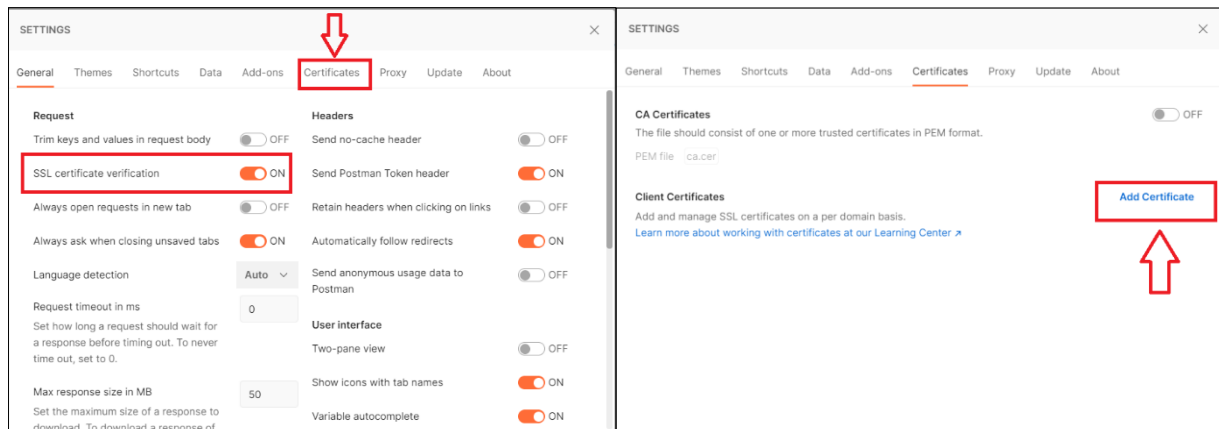 SETTINGS
General Themes Shortcuts Data Add-ons Certificates Proxy Update About
Request
Trim keys and values in request body OFF
SSL certificate verification ON
Always open requests in new tab OFF
Always ask when closing unsaved tabs ON
Language detection Auto
Request timeout in ms 0
Set how long a request should wait for
a response before timing out. To never
time out, set to 0.
Max response size in MB 50
Set the maximum size of a response to
download. To download a response of
Headers
Send no-cache header OFF
Send Postman Token header ON
Retain headers when clicking on links OFF
Automatically follow redirects ON
Send anonymous usage data to OFF
Postman
User interface
Two-pane view OFF
Show icons with tab names ON
Variable autocomplete ON
SETTINGS
General Themes Shortcuts Data Add-ons Certificates Proxy Update About
CA Certificates OFF
The file should consist of one or more trusted certificates in PEM format.
PEM file ca.cer
Client Certificates Add Certificate
Add and manage SSL certificates on a per domain basis.
Learn more about working with certificates at our Learning Center ↗